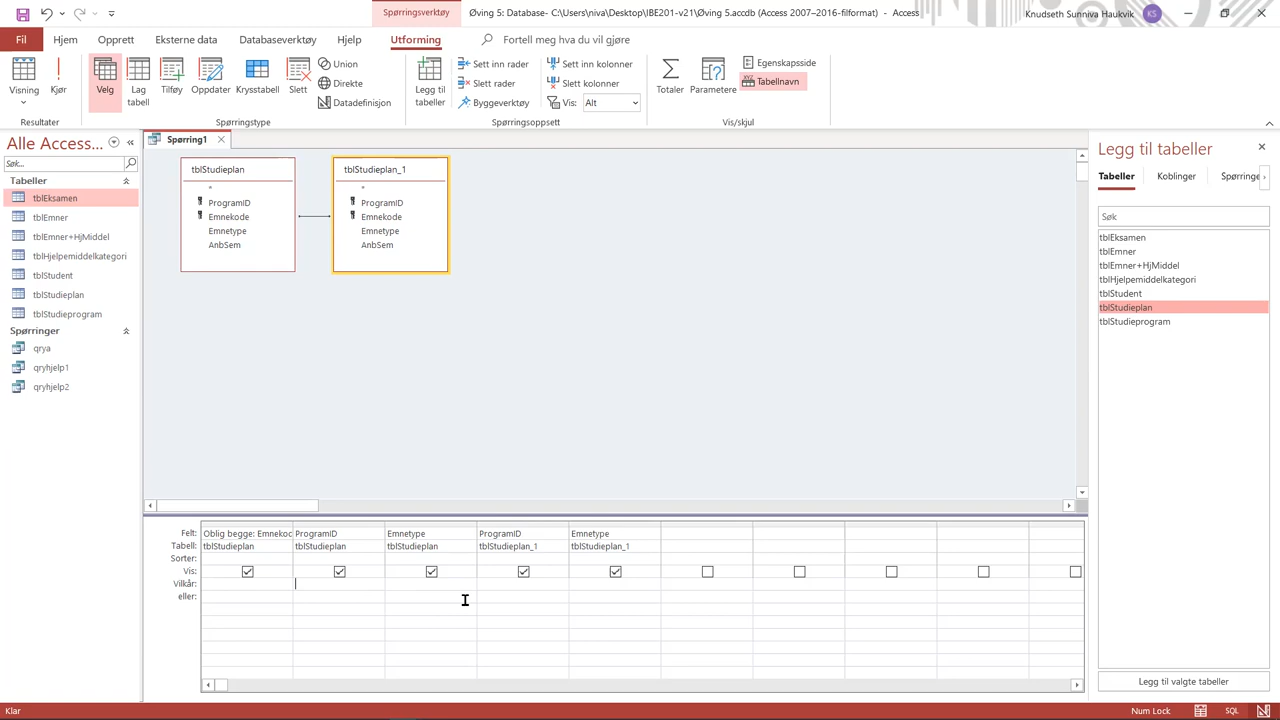 Spørringsverktøy
Øving 5: Database- C:\Users\niva\Desktop\IBE201-v21\Øving 5.accdb (Access 2007–2016-filformat) - Access
Knudseth Sunniva Haukvik
KS
Fil
Hjem
Opprett
Eksterne data
Databaseverktøy
Hjelp
Utforming
Fortell meg hva du vil gjøre
Visning
Kjør
Velg
Lag tabell
Tilføy
Oppdater
Krysstabell
Slett
Union
Direkte
Datadefinisjon
Legg til tabeller
Sett inn rader
Slett rader
Byggeverktøy
Sett inn kolonner
Slett kolonner
Vis: Alt
Totaler
Parametere
Egenskapsside
Tabellnavn
Resultater
Spørringstype
Spørringsoppsett
Vis/skjul
Alle Access...
Søk...
Tabeller
tblEksamen
tblEmner
tblEmner+HjMiddel
tblHjelpemiddelkategori
tblStudent
tblStudieplan
tblStudieprogram
Spørringer
qrya
qryhjelp1
qryhjelp2
Spørring1
tblStudieplan
*
ProgramID
Emnekode
Emnetype
AnbSem
tblStudieplan_1
*
ProgramID
Emnekode
Emnetype
AnbSem
Felt: Oblig begge: Emnekoc ProgramID Emnetype ProgramID Emnetype
Tabell: tblStudieplan tblStudieplan tblStudieplan tblStudieplan_1 tblStudieplan_1
Sorter:
Vis:
Vilkår:
eller:
Legg til tabeller
Tabeller
Koblinger
Spørringe
Søk
tblEksamen
tblEmner
tblEmner+HjMiddel
tblHjelpemiddelkategori
tblStudent
tblStudieplan
tblStudieprogram
Legg til valgte tabeller
Klar
Num Lock
SQL